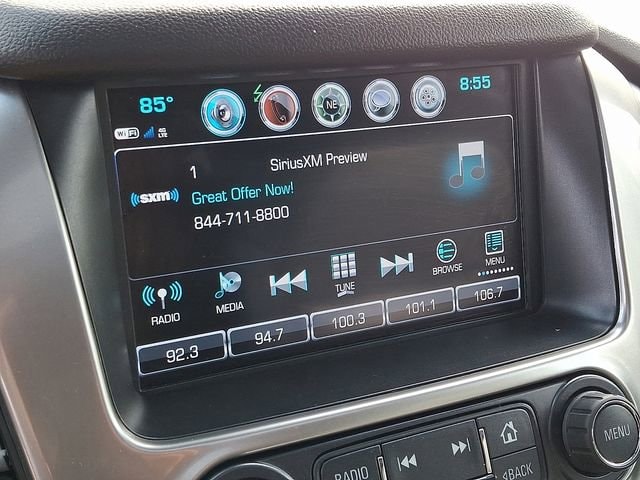 85°
NE
8:55
WiFi
4G
LTE
1
SiriusXM Preview
((sxm))
Great Offer Now!
844-711-8800
RADIO
MEDIA
TUNE
BROWSE
MENU
92.3
94.7
100.3
101.1
106.7
RADIO
BACK
MENU